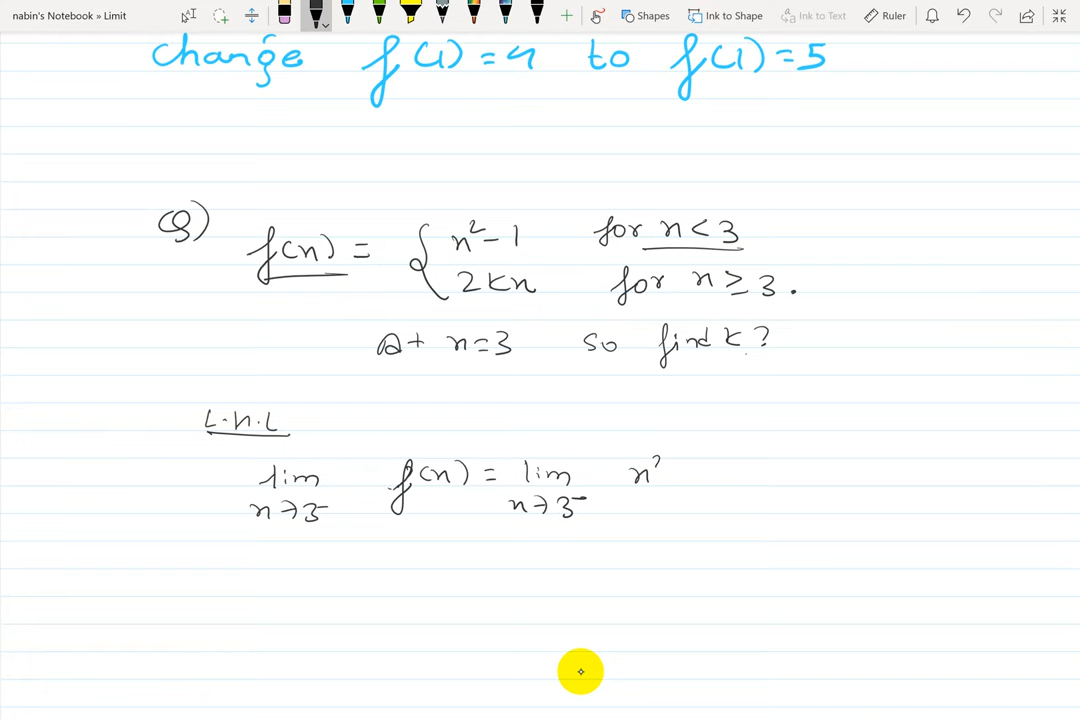 nabin's Notebook » Limit
Shapes Ink to Shape Ink to Text Ruler
change f(1)=4 to f(1)=5
Q) f(x) = { x²-1 for x<3
2kx for x≥3.
At x=3 so find k?
L.H.L
lim f(x) = lim x²
x→3⁻ x→3⁻